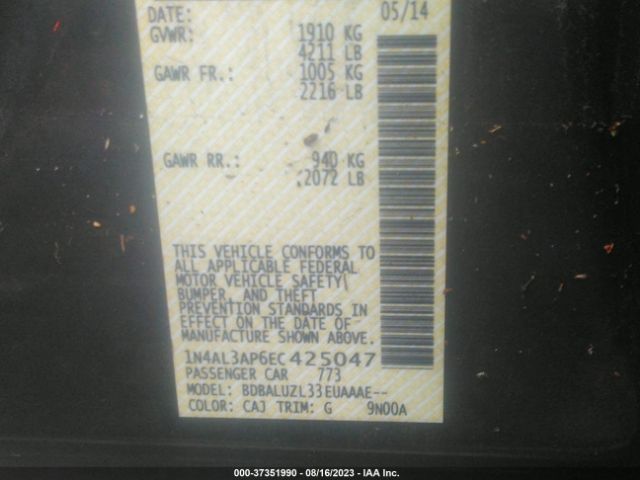 DATE: 05/14
GVWR: 1910 KG
4211 LB
GAWR FR.: 1005 KG
2216 LB
GAWR RR.: 940 KG
2072 LB
THIS VEHICLE CONFORMS TO
ALL APPLICABLE FEDERAL
MOTOR VEHICLE SAFETY,
BUMPER, AND THEFT
PREVENTION STANDARDS IN
EFFECT ON THE DATE OF
MANUFACTURE SHOWN ABOVE.
1N4AL3AP6EC425047
PASSENGER CAR 773
MODEL: BDBALUZL33EUAAAE--
COLOR: CAJ TRIM: G 9N00A
000-37351990 - 08/16/2023 - IAA Inc.